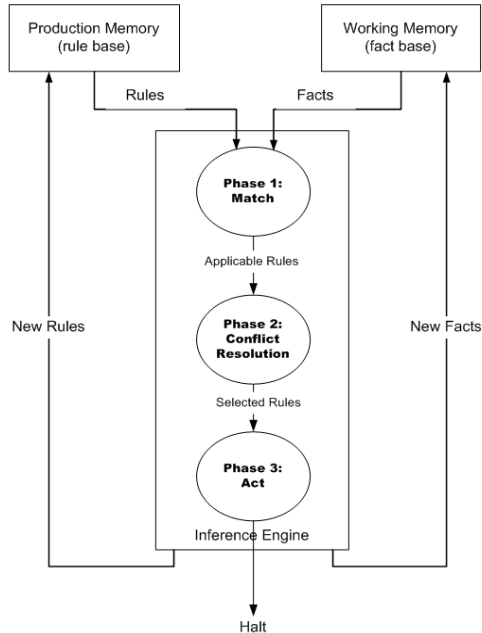 Production Memory
(rule base)
Working Memory
(fact base)
Rules
Facts
Phase 1:
Match
Applicable Rules
Phase 2:
Conflict
Resolution
New Rules
New Facts
Selected Rules
Phase 3:
Act
Inference Engine
Halt